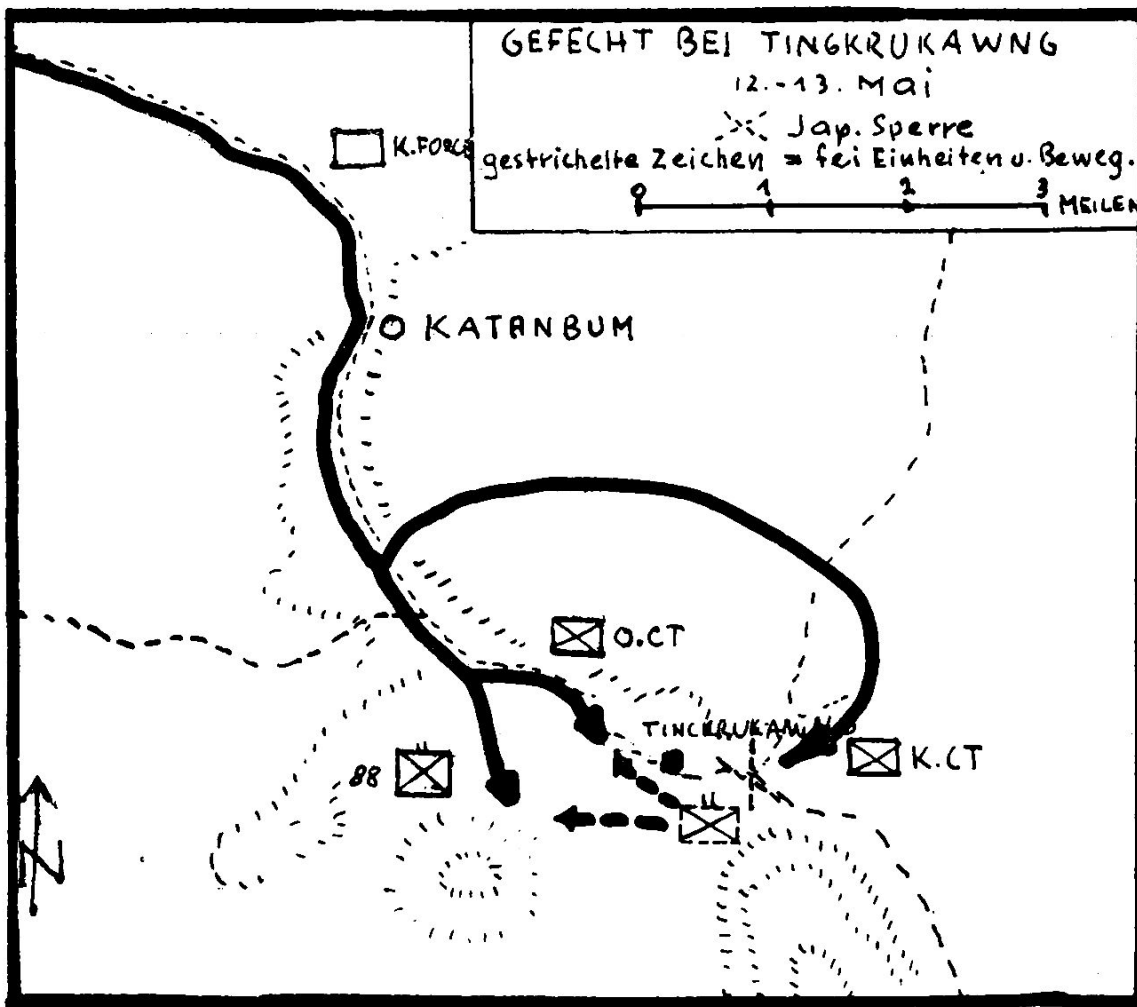 GEFECHT BEI TINGKRUKAWNG
12.-13. Mai
Jap. Sperre
gestrichelte Zeichen = fei Einheiten u. Beweg.
0 1 2 3 MEILEN
K.FORCE
KATANBUM
O.CT
TINCKRUKAWNG
88
K.CT
N